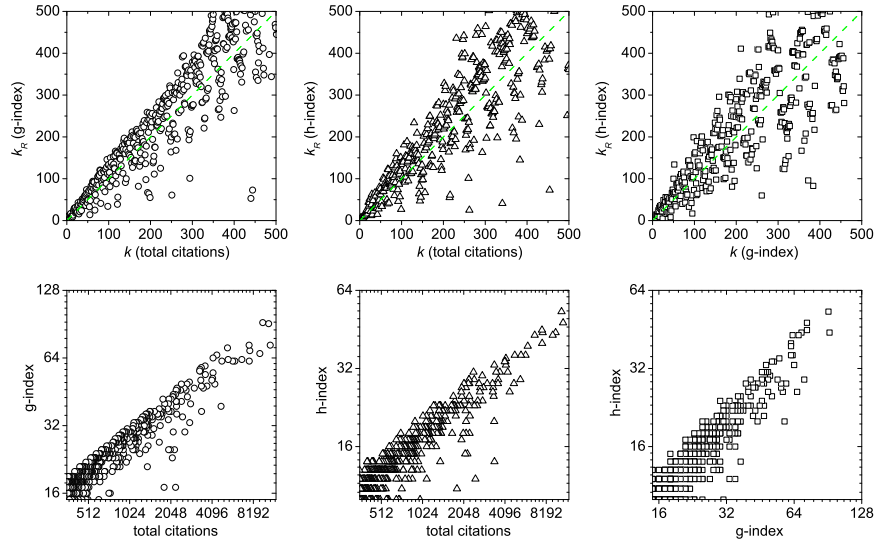 500
400
300
200
100
0
k_R (g-index)
0 100 200 300 400 500
k (total citations)
500
400
300
200
100
0
k_R (h-index)
0 100 200 300 400 500
k (total citations)
500
400
300
200
100
0
k_R (h-index)
0 100 200 300 400 500
k (g-index)
128
64
32
16
g-index
512 1024 2048 4096 8192
total citations
64
32
16
h-index
512 1024 2048 4096 8192
total citations
64
32
16
h-index
16 32 64 128
g-index